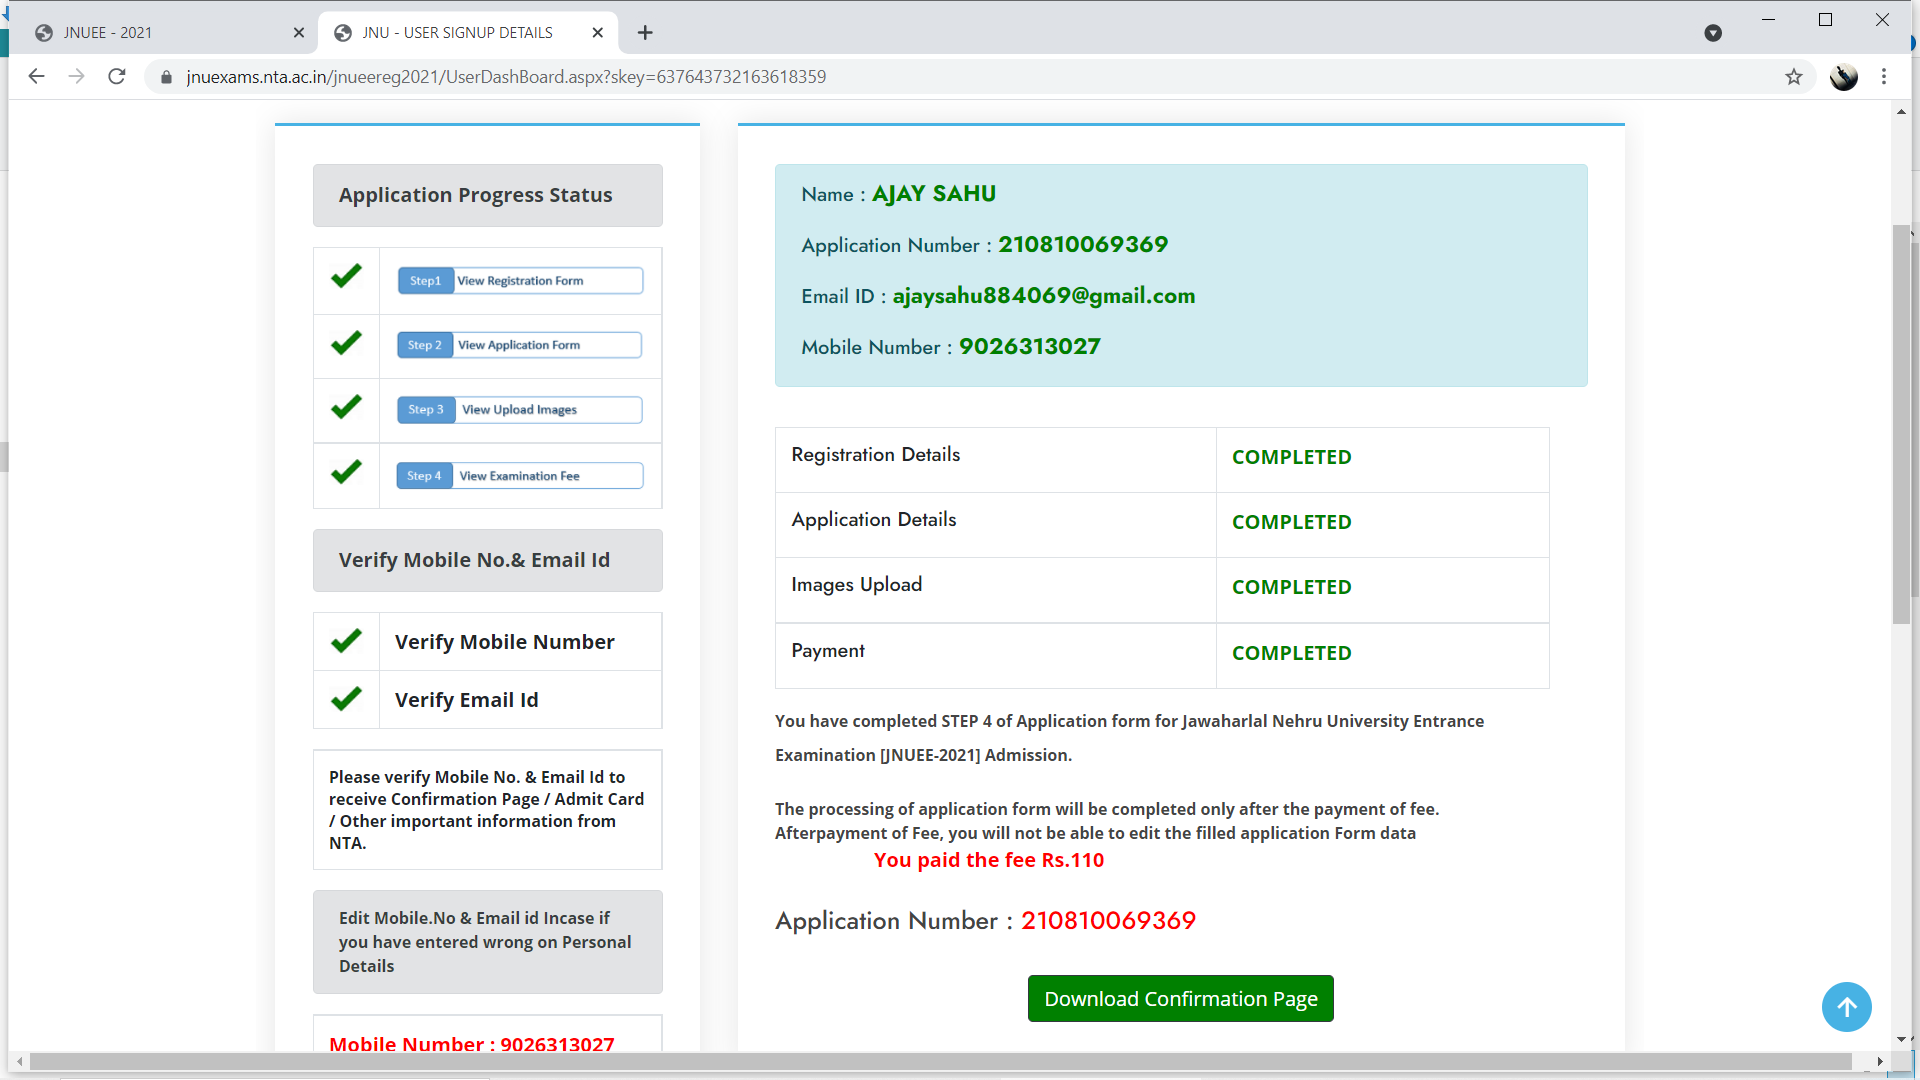 JNUEE - 2021
JNU - USER SIGNUP DETAILS
jnuexams.nta.ac.in/jnueereg2021/UserDashBoard.aspx?skey=637643732163618359
Application Progress Status
Step1 View Registration Form
Step 2 View Application Form
Step 3 View Upload Images
Step 4 View Examination Fee
Verify Mobile No.& Email Id
Verify Mobile Number
Verify Email Id
Please verify Mobile No. & Email Id to
receive Confirmation Page / Admit Card
/ Other important information from
NTA.
Edit Mobile.No & Email id Incase if
you have entered wrong on Personal
Details
Mobile Number : 9026313027
Name : AJAY SAHU
Application Number : 210810069369
Email ID : ajaysahu884069@gmail.com
Mobile Number : 9026313027
Registration Details COMPLETED
Application Details COMPLETED
Images Upload COMPLETED
Payment COMPLETED
You have completed STEP 4 of Application form for Jawaharlal Nehru University Entrance
Examination [JNUEE-2021] Admission.
The processing of application form will be completed only after the payment of fee.
Afterpayment of Fee, you will not be able to edit the filled application Form data
You paid the fee Rs.110
Application Number : 210810069369
Download Confirmation Page